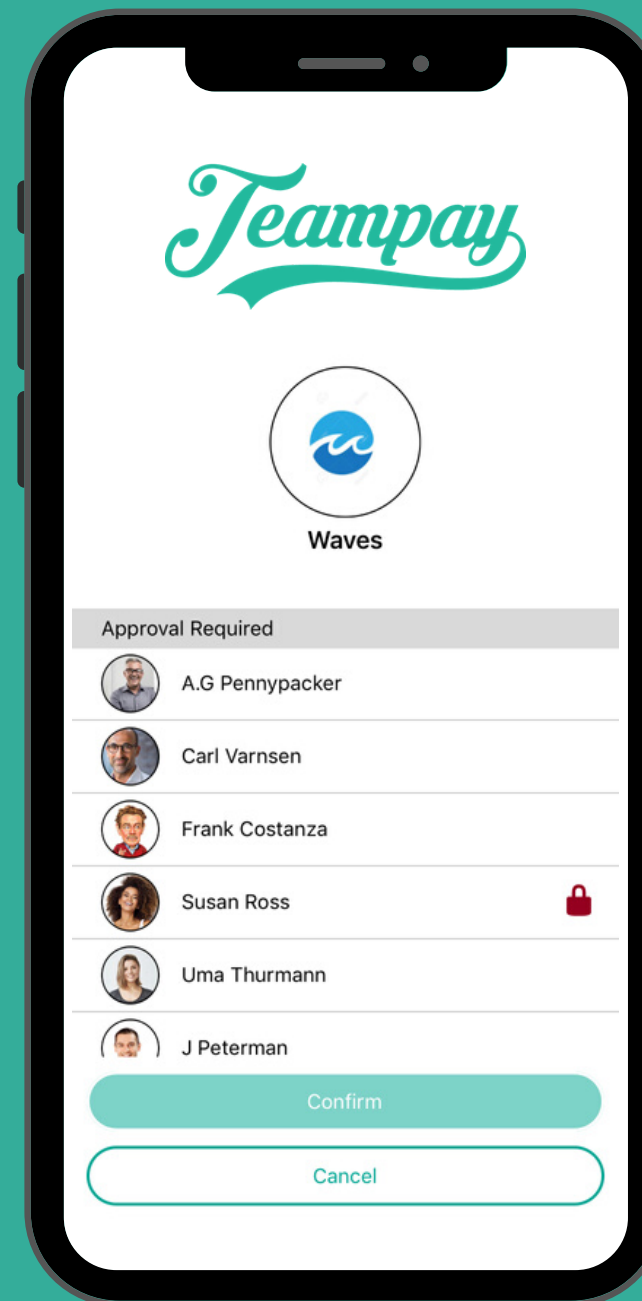 Teampay
Waves
Approval Required
A.G Pennypacker
Carl Varnsen
Frank Costanza
Susan Ross
Uma Thurmann
J Peterman
Confirm
Cancel